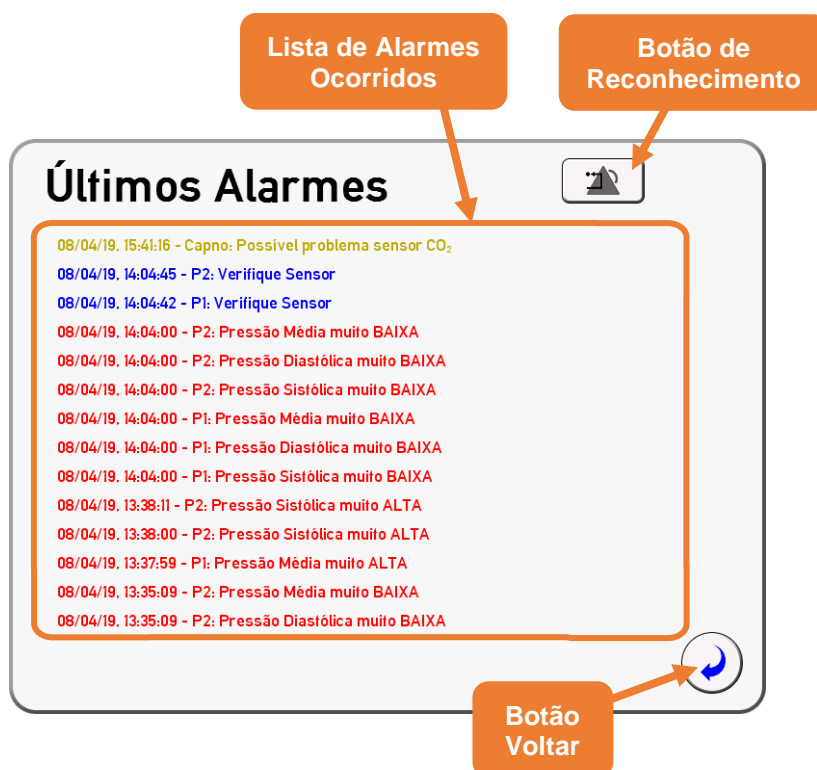 Lista de Alarmes
Ocorridos
Botão de
Reconhecimento
Últimos Alarmes
08/04/19, 15:41:16 - Capno: Possível problema sensor CO₂
08/04/19, 14:04:45 - P2: Verifique Sensor
08/04/19, 14:04:42 - P1: Verifique Sensor
08/04/19, 14:04:00 - P2: Pressão Média muito BAIXA
08/04/19, 14:04:00 - P2: Pressão Diastólica muito BAIXA
08/04/19, 14:04:00 - P2: Pressão Sistólica muito BAIXA
08/04/19, 14:04:00 - P1: Pressão Média muito BAIXA
08/04/19, 14:04:00 - P1: Pressão Diastólica muito BAIXA
08/04/19, 14:04:00 - P1: Pressão Sistólica muito BAIXA
08/04/19, 13:38:11 - P2: Pressão Sistólica muito ALTA
08/04/19, 13:38:00 - P2: Pressão Sistólica muito ALTA
08/04/19, 13:37:59 - P1: Pressão Média muito ALTA
08/04/19, 13:35:09 - P2: Pressão Média muito BAIXA
08/04/19, 13:35:09 - P2: Pressão Diastólica muito BAIXA
Botão
Voltar